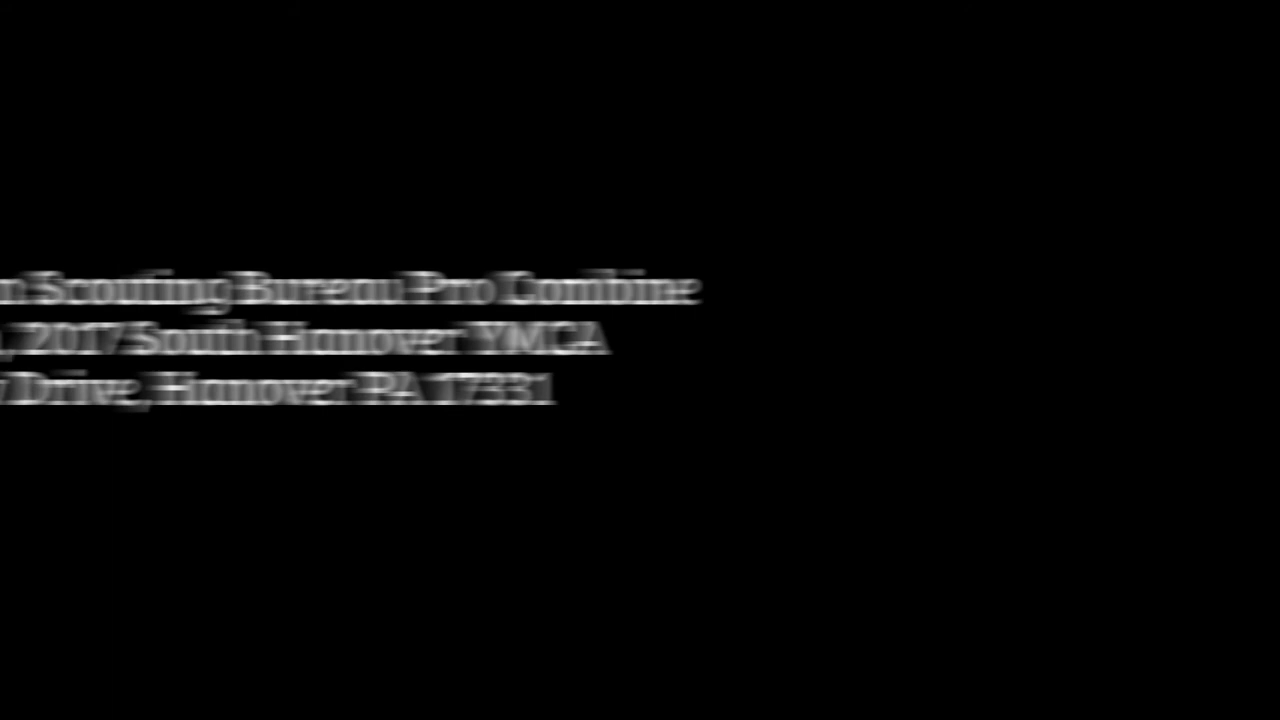 Scouting Bureau Pro Combine
, 2017 South Hanover YMCA
Drive, Hanover PA 17331